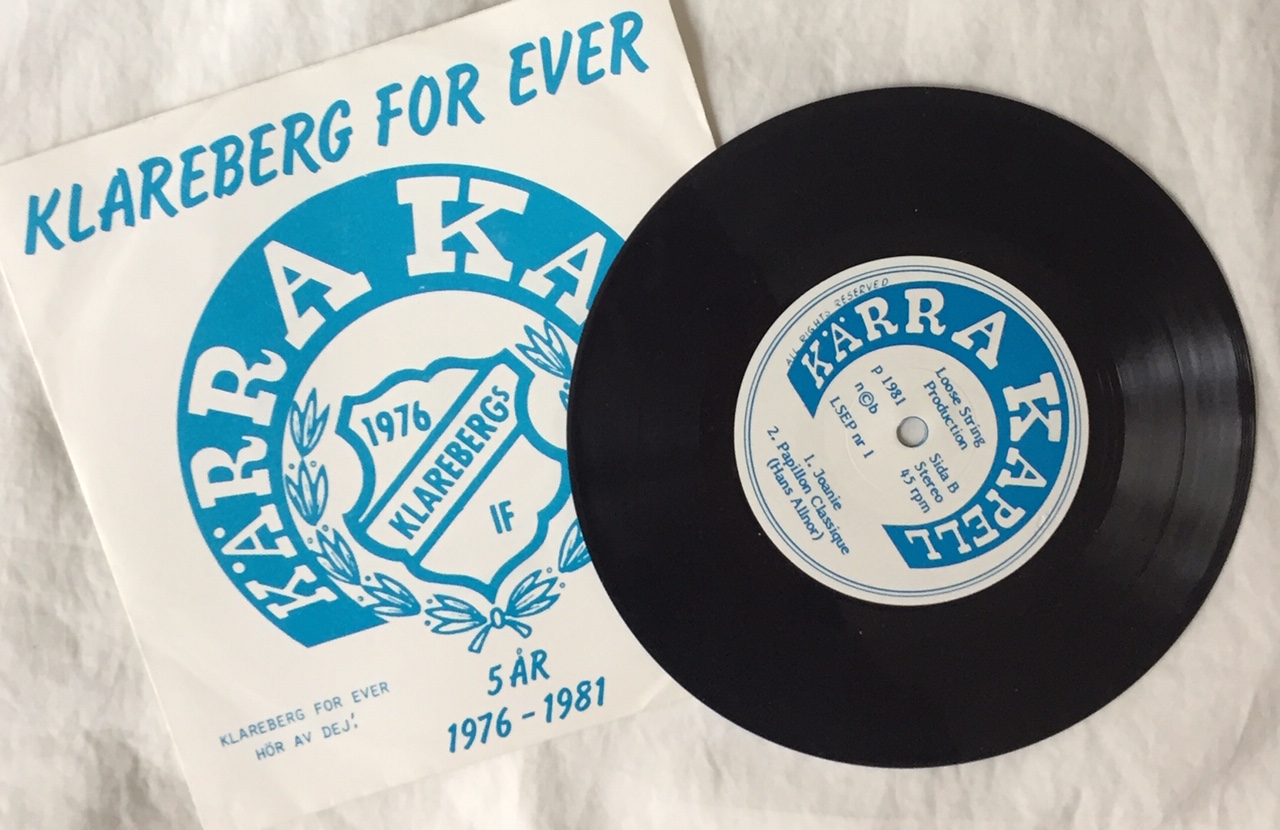 KLAREBERG FOR EVER
KÄRRA KA
1976
KLAREBERGS
IF
5 ÅR
1976 - 1981
KLAREBERG FOR EVER
HÖR AV DEJ!
ALL RIGHTS RESERVED
KÄRRA KAPELL
Loose String
Production
p 1981
n©b
LSEP nr 1
Sida B
Stereo
45 rpm
1. Joanie
2. Papillon Classique
(Hans Allnor)